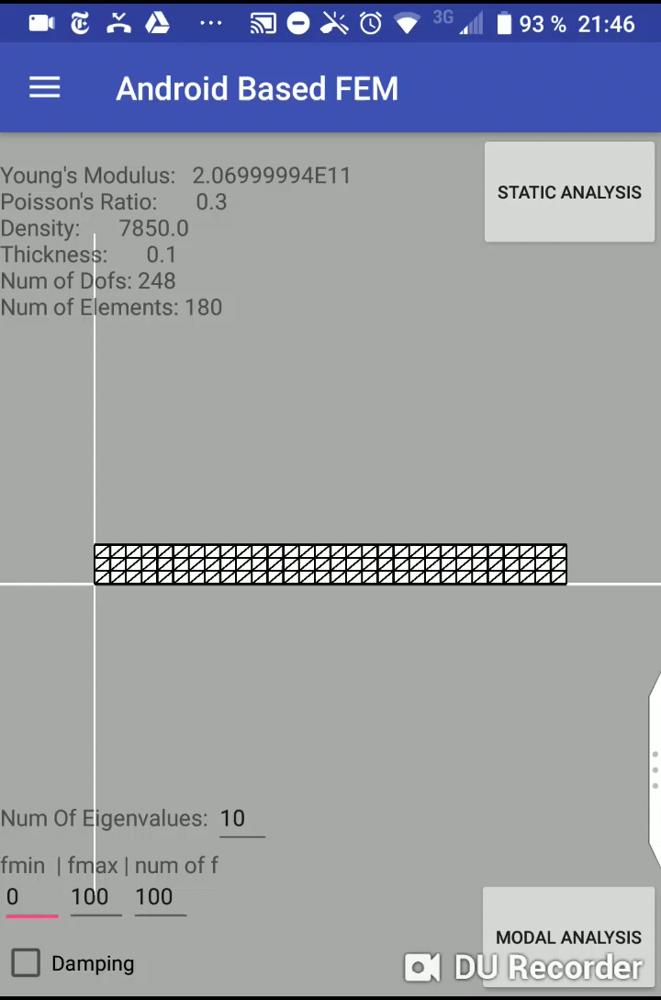 3G 93 % 21:46
Android Based FEM
Young's Modulus: 2.06999994E11
Poisson's Ratio: 0.3
Density: 7850.0
Thickness: 0.1
Num of Dofs: 248
Num of Elements: 180
STATIC ANALYSIS
Num Of Eigenvalues: 10
fmin | fmax | num of f
0 100 100
Damping
MODAL ANALYSIS
DU Recorder